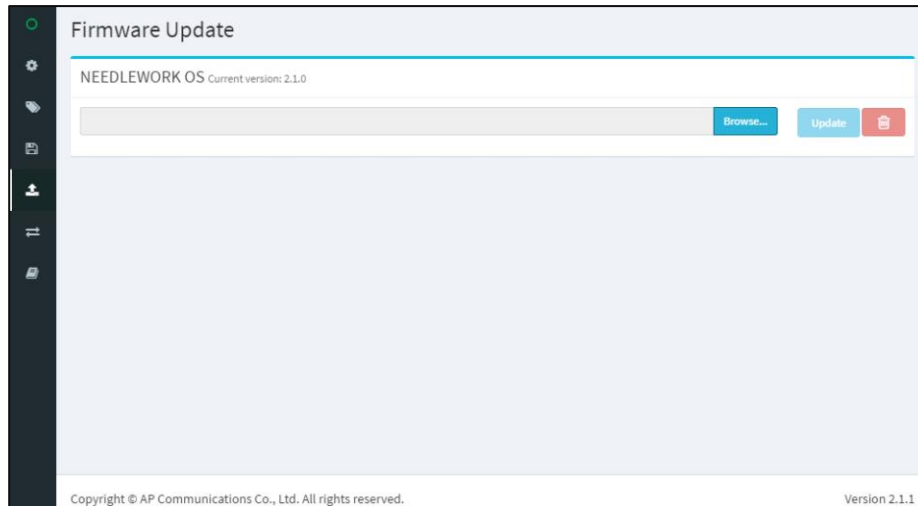 Firmware Update
NEEDLEWORK OS Current version: 2.1.0
Browse... Update
Copyright © AP Communications Co., Ltd. All rights reserved. Version 2.1.1